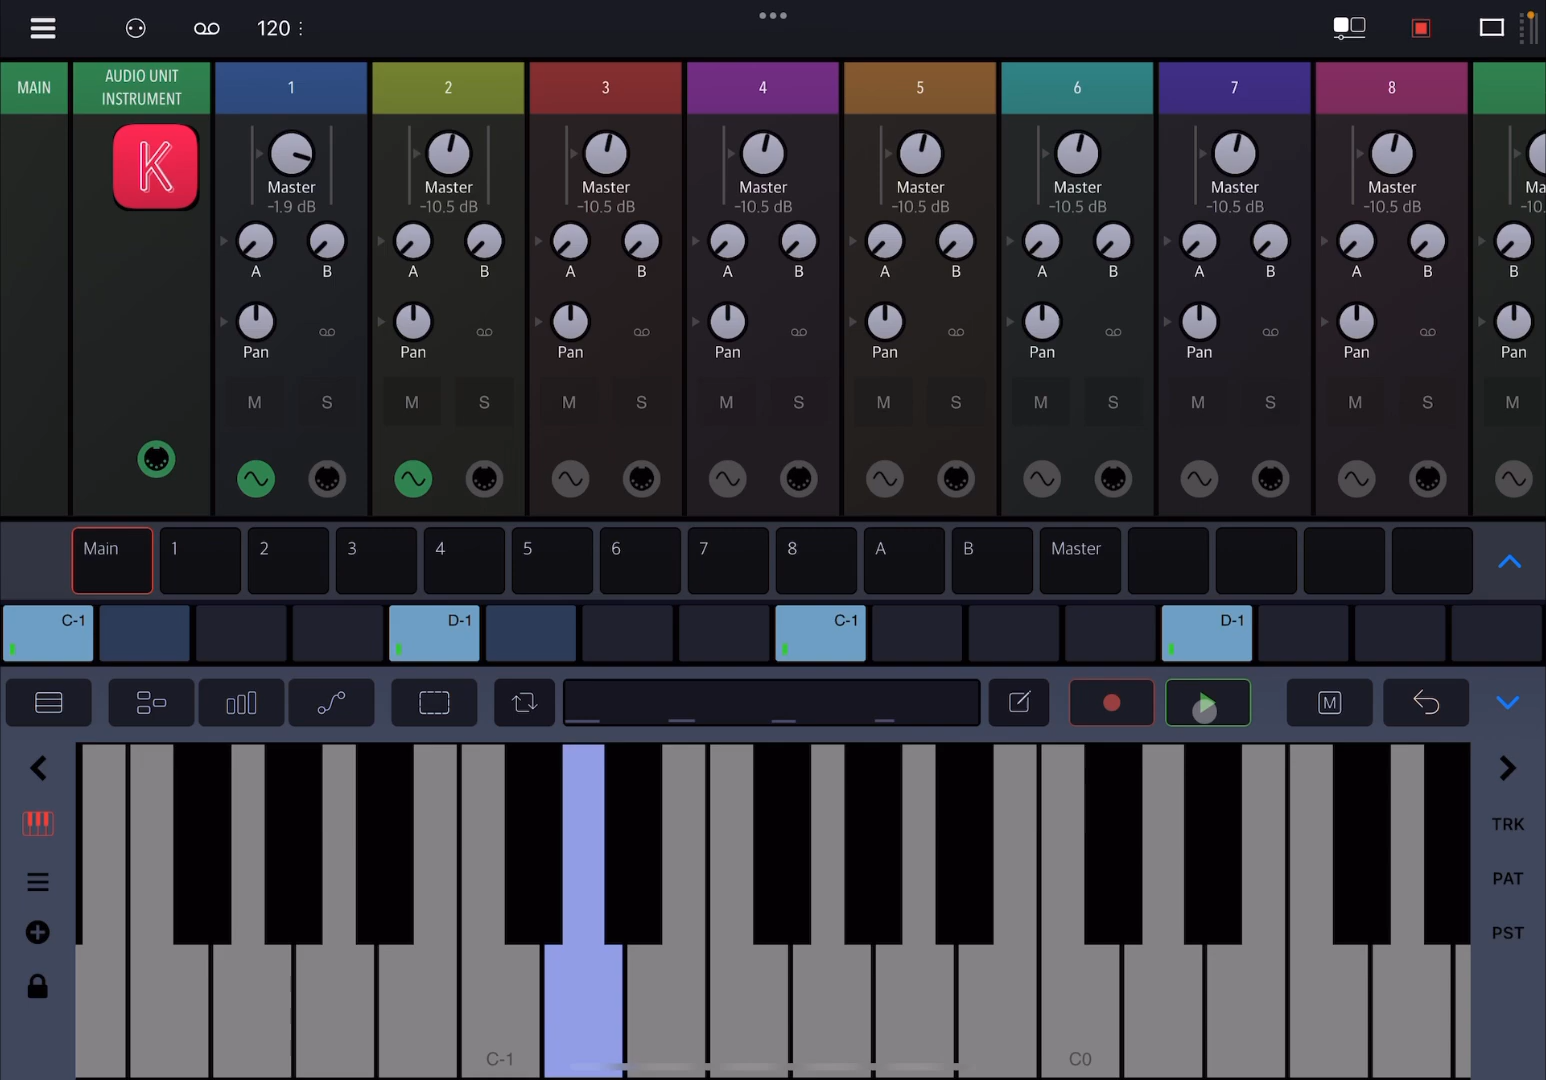 120
MAIN
AUDIO UNIT
INSTRUMENT
1
2
3
4
5
6
7
8
K
Master
Master
Master
Master
Master
Master
Master
Master
Ma
-1.9 dB
-10.5 dB
-10.5 dB
-10.5 dB
-10.5 dB
-10.5 dB
-10.5 dB
-10.5 dB
-10.
A B
A B
A B
A B
A B
A B
A B
A B
B
Pan
Pan
Pan
Pan
Pan
Pan
Pan
Pan
Pan
M S
M S
M S
M S
M S
M S
M S
M S
M
Main
1
2
3
4
5
6
7
8
A
B
Master
C-1
D-1
C-1
D-1
M
TRK
PAT
PST
C-1
C0